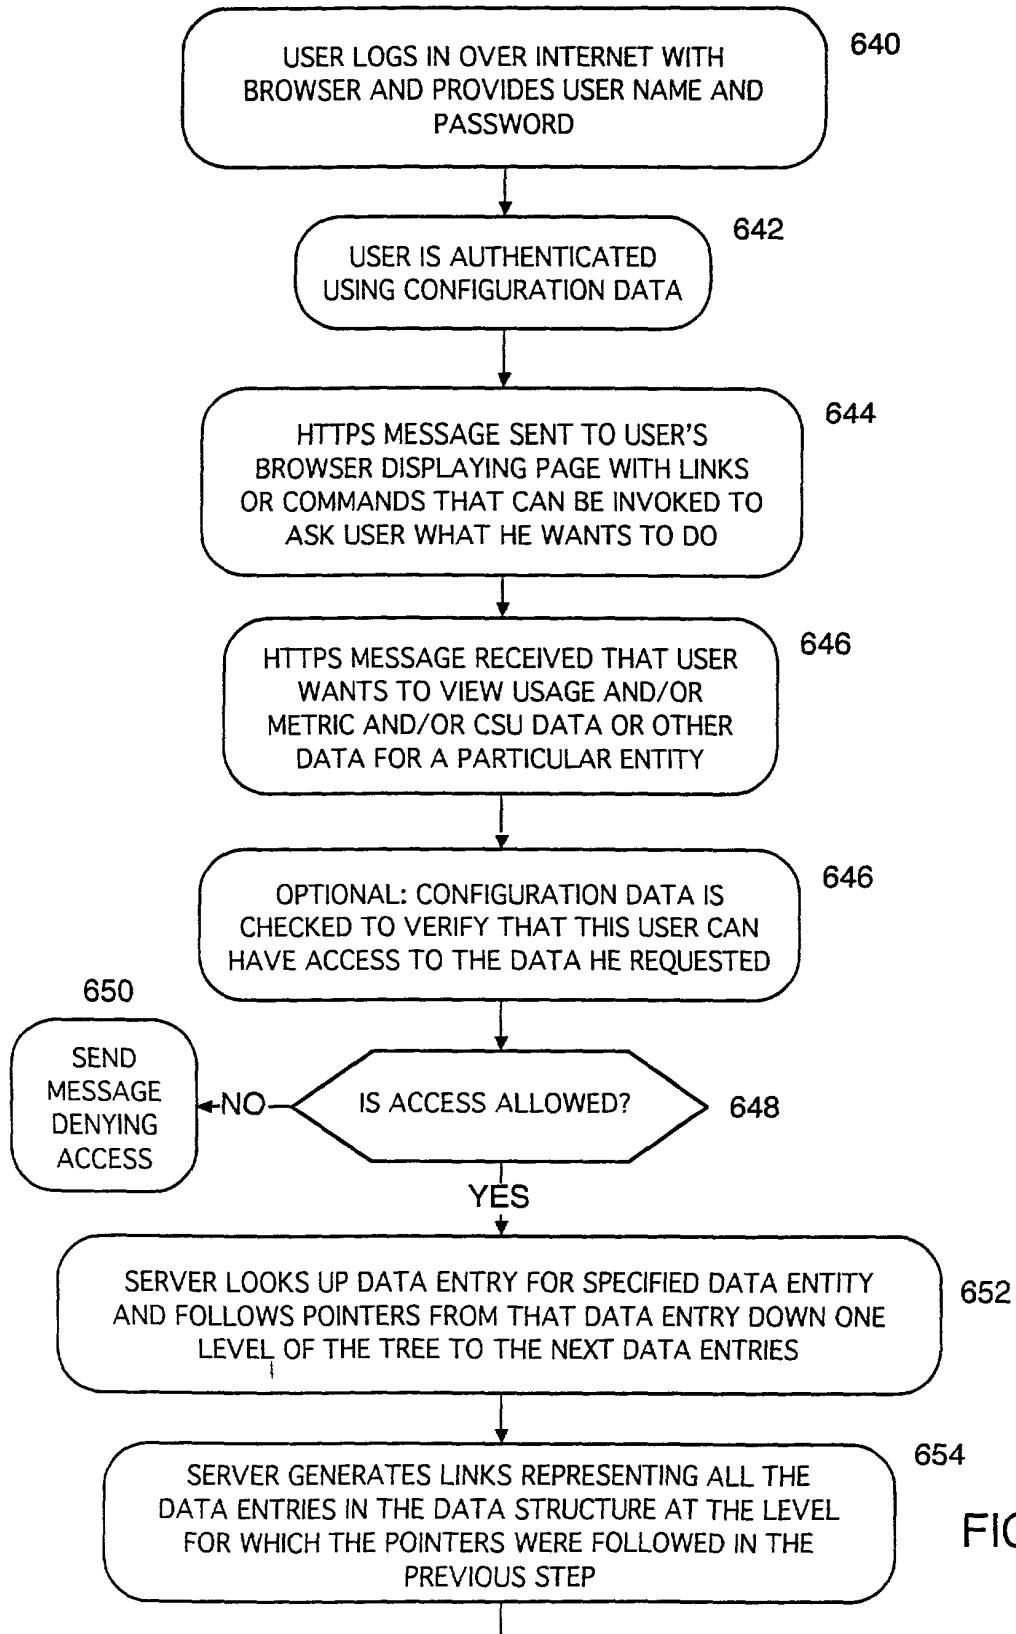 USER LOGS IN OVER INTERNET WITH
BROWSER AND PROVIDES USER NAME AND
PASSWORD
640
USER IS AUTHENTICATED
USING CONFIGURATION DATA
642
HTTPS MESSAGE SENT TO USER'S
BROWSER DISPLAYING PAGE WITH LINKS
OR COMMANDS THAT CAN BE INVOKED TO
ASK USER WHAT HE WANTS TO DO
644
HTTPS MESSAGE RECEIVED THAT USER
WANTS TO VIEW USAGE AND/OR
METRIC AND/OR CSU DATA OR OTHER
DATA FOR A PARTICULAR ENTITY
646
OPTIONAL: CONFIGURATION DATA IS
CHECKED TO VERIFY THAT THIS USER CAN
HAVE ACCESS TO THE DATA HE REQUESTED
646
650
SEND
MESSAGE
DENYING
ACCESS
NO
IS ACCESS ALLOWED?
648
YES
SERVER LOOKS UP DATA ENTRY FOR SPECIFIED DATA ENTITY
AND FOLLOWS POINTERS FROM THAT DATA ENTRY DOWN ONE
LEVEL OF THE TREE TO THE NEXT DATA ENTRIES
652
SERVER GENERATES LINKS REPRESENTING ALL THE
DATA ENTRIES IN THE DATA STRUCTURE AT THE LEVEL
FOR WHICH THE POINTERS WERE FOLLOWED IN THE
PREVIOUS STEP
654